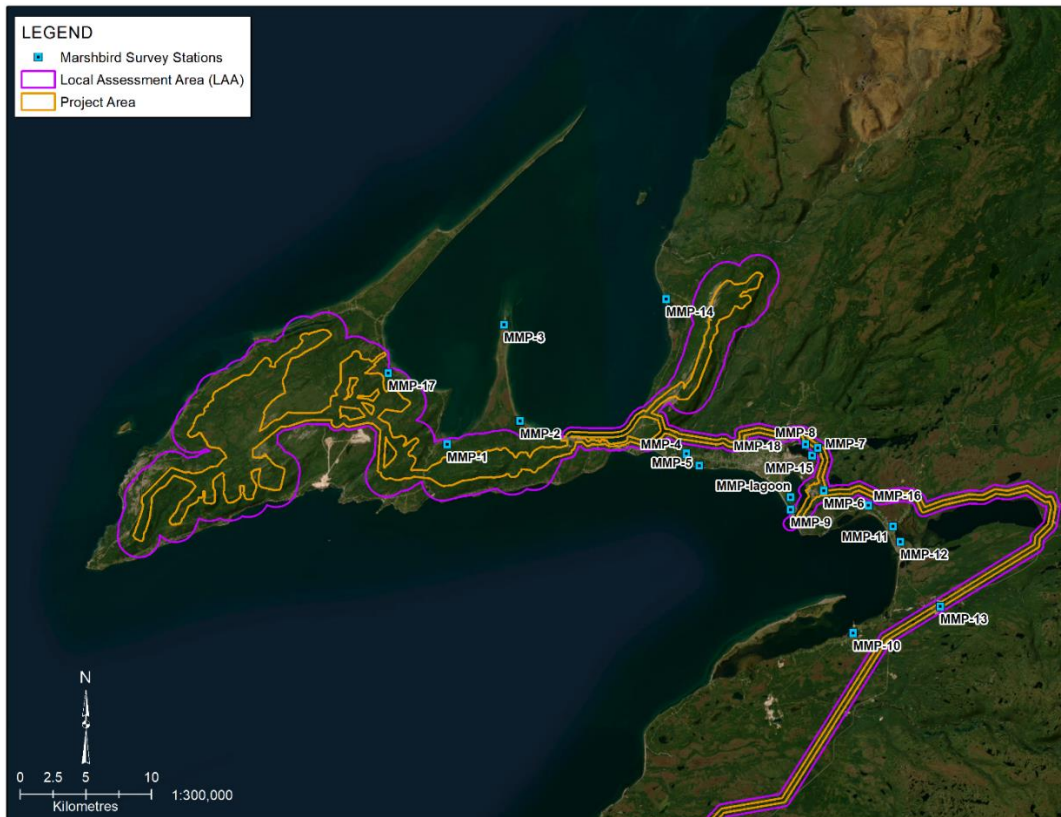 LEGEND
Marshbird Survey Stations
Local Assessment Area (LAA)
Project Area
MMP-14
MMP-3
MMP-17
MMP-2
MMP-1
MMP-4
MMP-18
MMP-8
MMP-7
MMP-5
MMP-15
MMP-lagoon
MMP-6
MMP-16
MMP-9
MMP-11
MMP-12
MMP-13
MMP-10
N
0 2.5 5 10
Kilometres
1:300,000